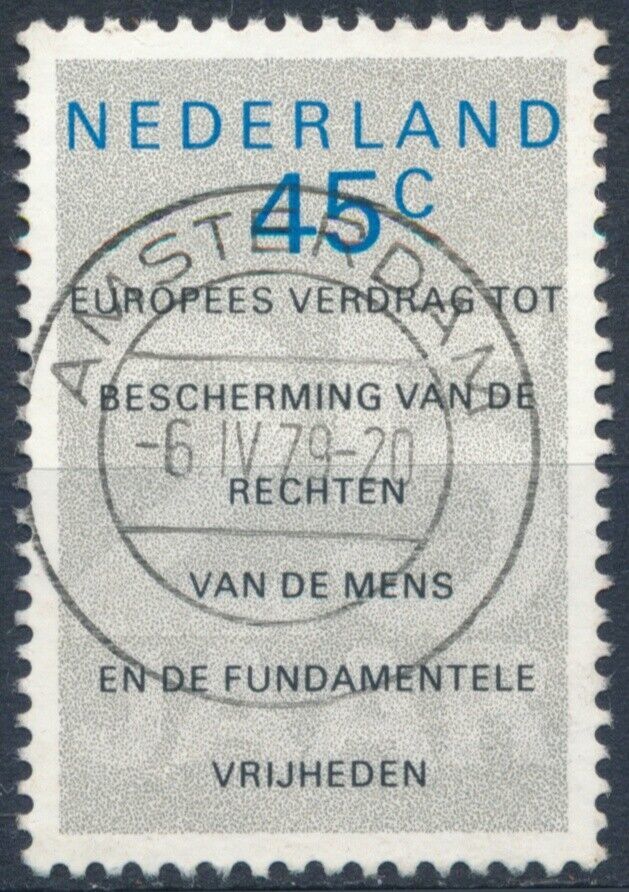 NEDERLAND
45C
AMSTERDAM
EUROPEES VERDRAG TOT
BESCHERMING VAN DE
-6.IV.79-20
RECHTEN
VAN DE MENS
EN DE FUNDAMENTELE
VRIJHEDEN